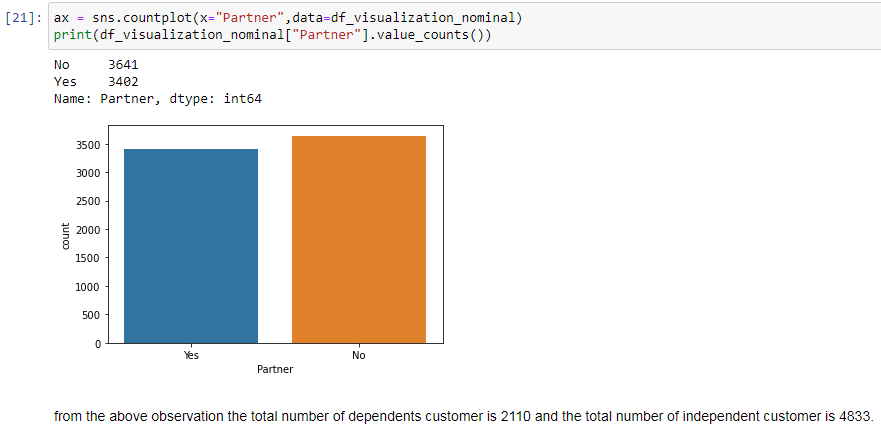 [21]: ax = sns.countplot(x="Partner",data=df_visualization_nominal)
print(df_visualization_nominal["Partner"].value_counts())
No 3641
Yes 3402
Name: Partner, dtype: int64
3500
3000
2500
2000
1500
1000
500
0
count
Yes No
Partner
from the above observation the total number of dependents customer is 2110 and the total number of independent customer is 4833.